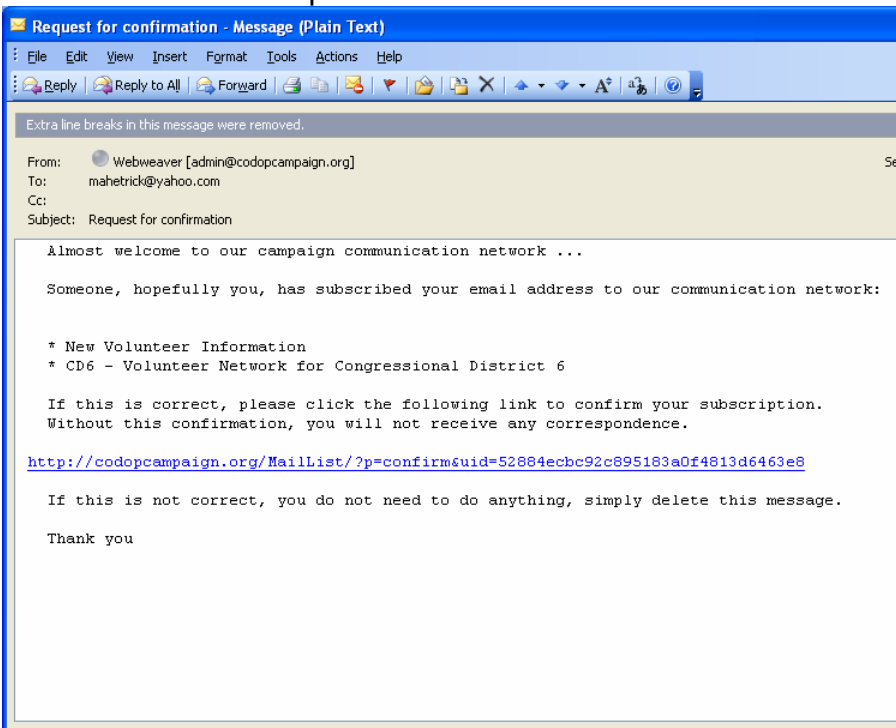 Request for confirmation - Message (Plain Text)
File Edit View Insert Format Tools Actions Help
Reply Reply to All Forward
Extra line breaks in this message were removed.
From: Webweaver [admin@codopcampaign.org]
To: mahetrick@yahoo.com
Cc:
Subject: Request for confirmation
Almost welcome to our campaign communication network ...
Someone, hopefully you, has subscribed your email address to our communication network:
* New Volunteer Information
* CD6 - Volunteer Network for Congressional District 6
If this is correct, please click the following link to confirm your subscription.
Without this confirmation, you will not receive any correspondence.
http://codopcampaign.org/MailList/?p=confirm&uid=52884ecbc92c895183a0f4813d6463e8
If this is not correct, you do not need to do anything, simply delete this message.
Thank you